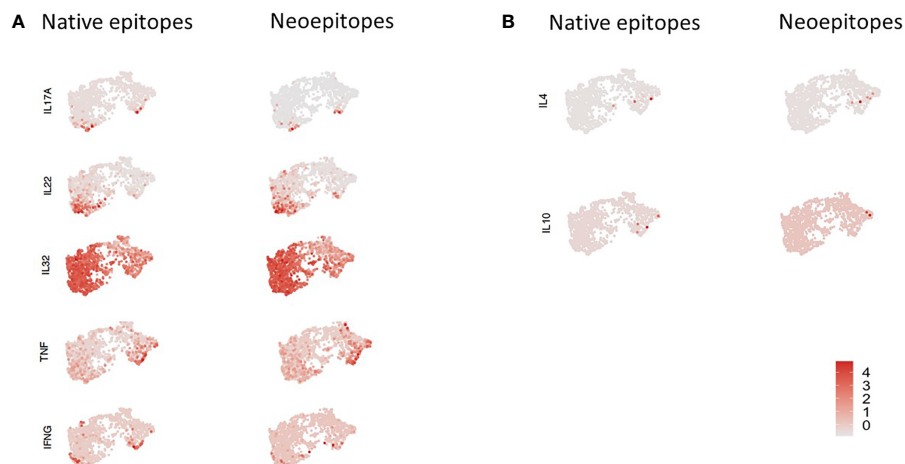 A Native epitopes Neoepitopes
IL17A
IL22
IL32
TNF
IFNG
B Native epitopes Neoepitopes
IL4
IL10
4
3
2
1
0